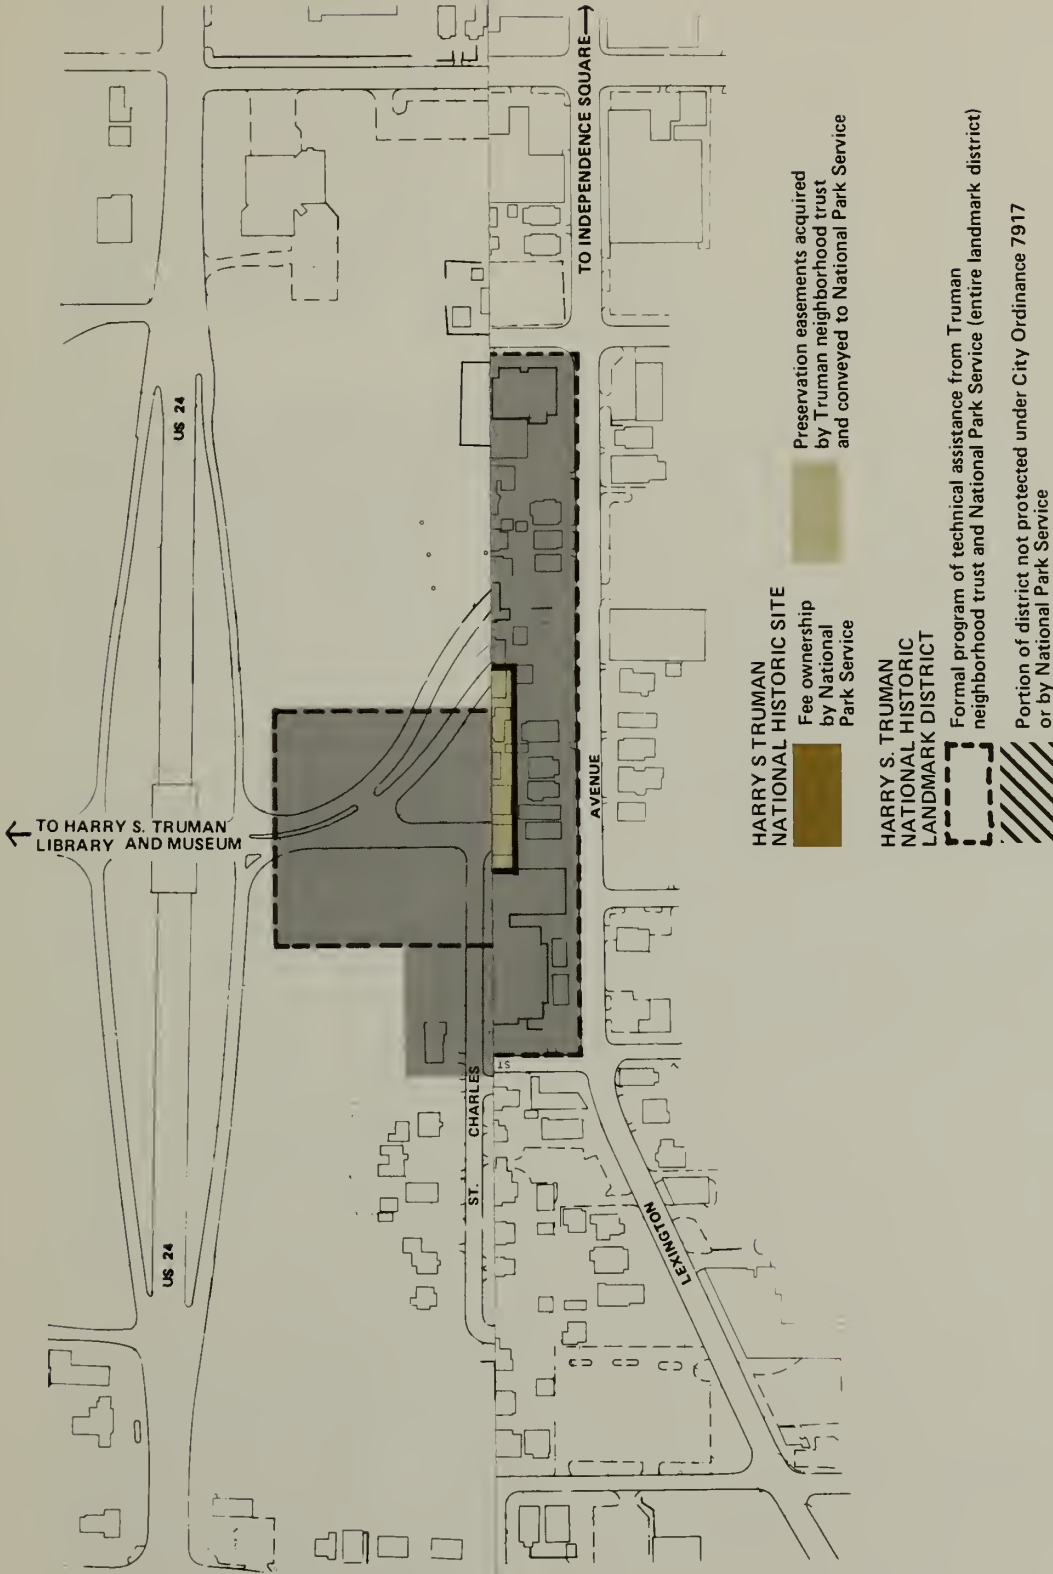 ← TO HARRY S. TRUMAN
LIBRARY AND MUSEUM
US 24
US 24
TO INDEPENDENCE SQUARE→
ST. CHARLES
ST
AVENUE
LEXINGTON
HARRY S TRUMAN
NATIONAL HISTORIC SITE
Fee ownership
by National
Park Service
Preservation easements acquired
by Truman neighborhood trust
and conveyed to National Park Service
HARRY S. TRUMAN
NATIONAL HISTORIC
LANDMARK DISTRICT
Formal program of technical assistance from Truman
neighborhood trust and National Park Service (entire landmark district)
Portion of district not protected under City Ordinance 7917
or by National Park Service